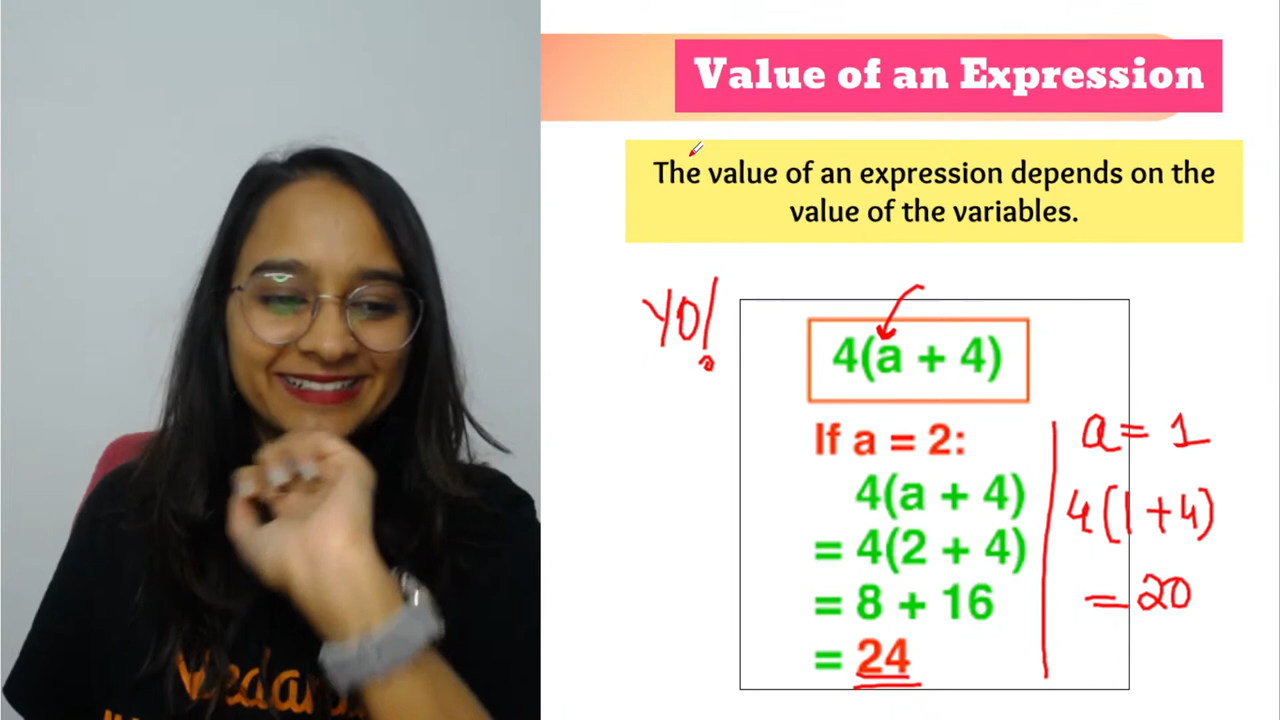 Value of an Expression
The value of an expression depends on the
value of the variables.
YO!
4(a + 4)
If a = 2:
4(a + 4)
= 4(2 + 4)
= 8 + 16
= 24
a = 1
4(1+4)
= 20